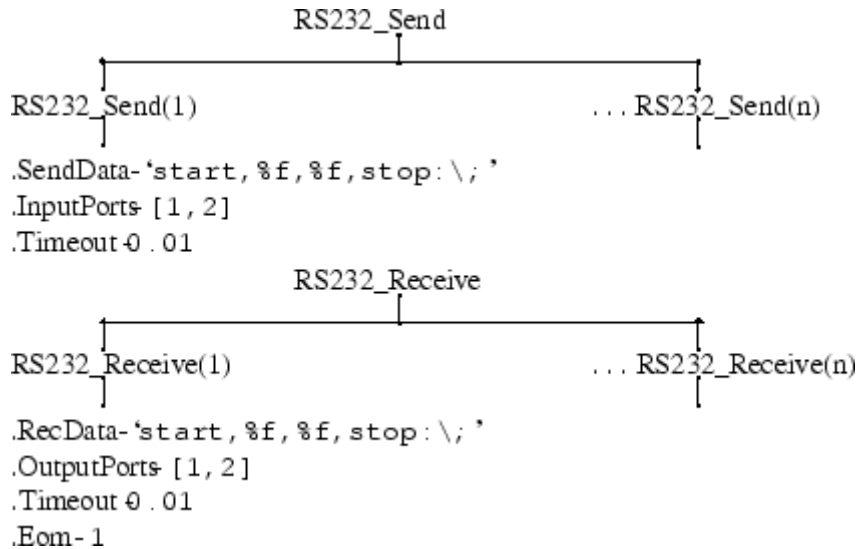 RS232_Send
RS232_Send(1) ... RS232_Send(n)
.SendData-‘start,%f,%f,stop:\;’
.InputPorts-[1,2]
.Timeout-0.01
RS232_Receive
RS232_Receive(1) ... RS232_Receive(n)
.RecData-‘start,%f,%f,stop:\;’
.OutputPorts-[1,2]
.Timeout-0.01
.Eom-1